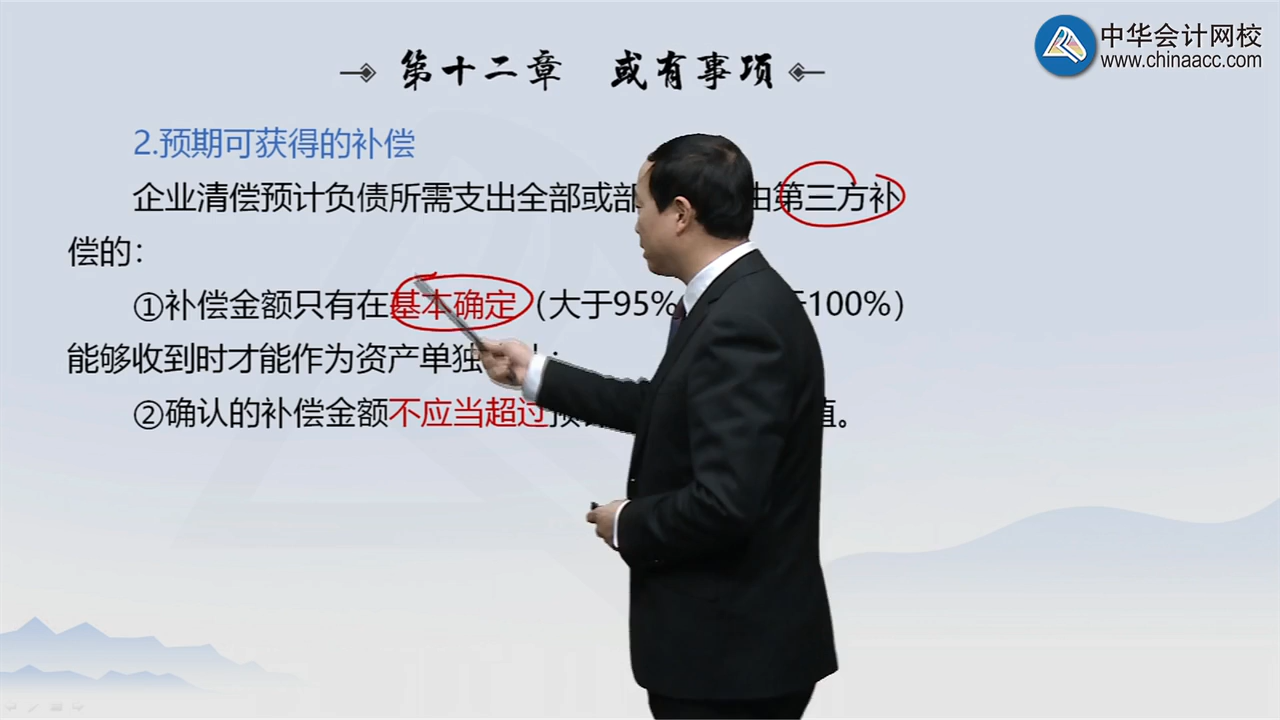 中华会计网校
www.chinaacc.com
第十二章 或有事项
2.预期可获得的补偿
企业清偿预计负债所需支出全部或部 由第三方补
偿的：
①补偿金额只有在基本确定（大于95% 100%）
能够收到时才能作为资产单独
②确认的补偿金额不应当超过预 值。